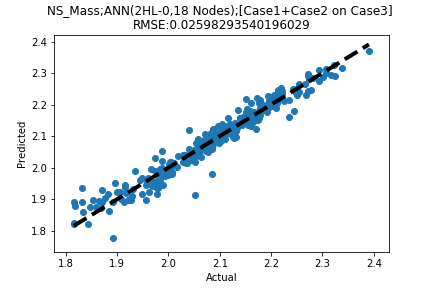 NS_Mass;ANN(2HL-0,18 Nodes);[Case1+Case2 on Case3]
RMSE:0.02598293540196029
2.4
2.3
2.2
2.1
2.0
1.9
1.8
Predicted
1.8 1.9 2.0 2.1 2.2 2.3 2.4
Actual